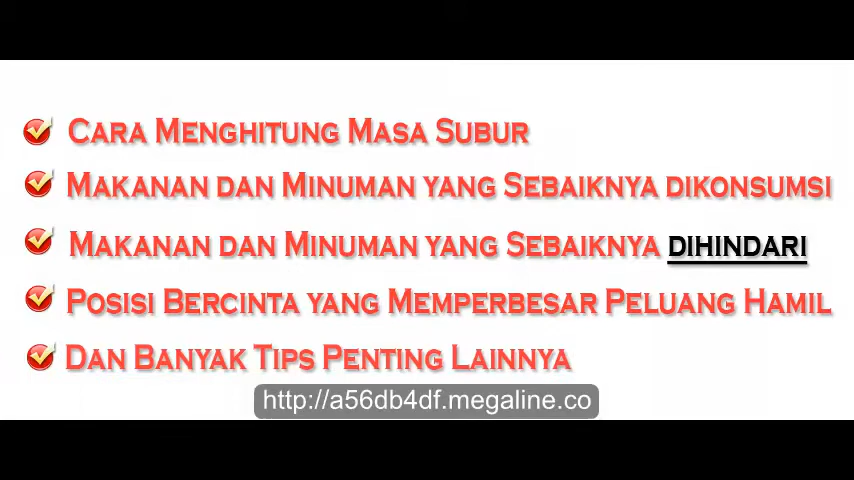 Cara Menghitung Masa Subur
Makanan dan Minuman yang Sebaiknya dikonsumsi
Makanan dan Minuman yang Sebaiknya dihindari
Posisi Bercinta yang Memperbesar Peluang Hamil
Dan Banyak Tips Penting Lainnya
http://a56db4df.megaline.co